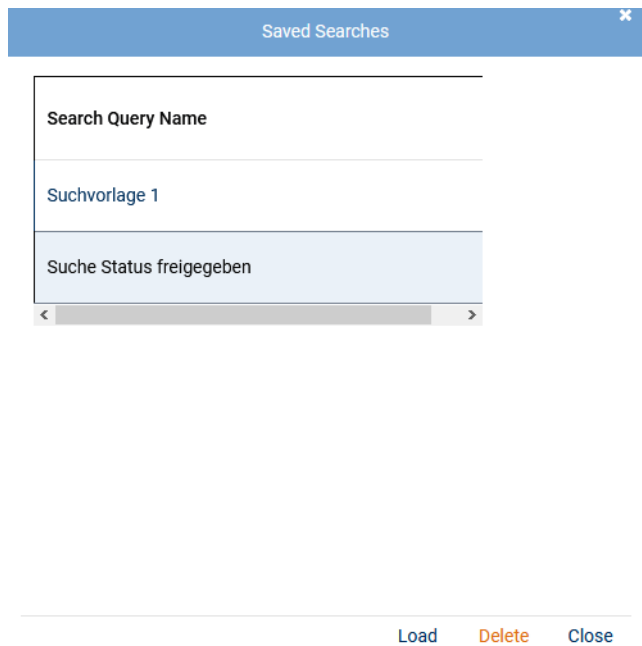 Saved Searches
Search Query Name
Suchvorlage 1
Suche Status freigegeben
Load Delete Close